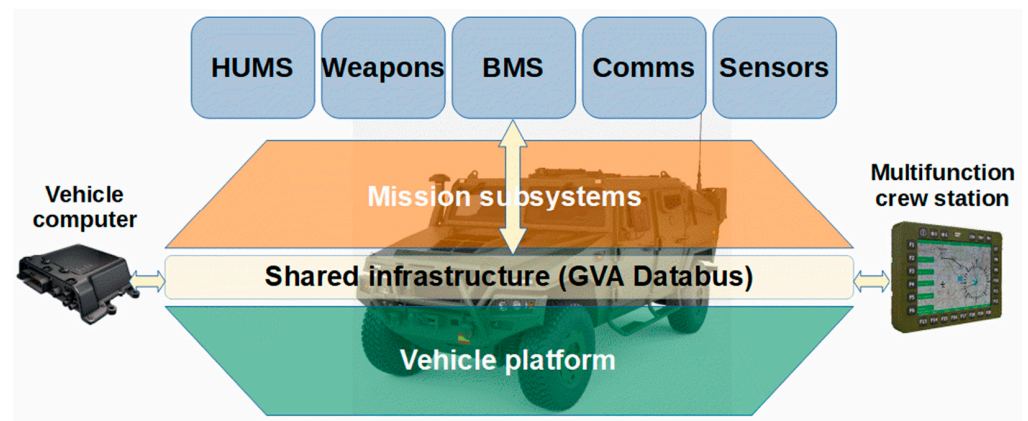 HUMS
Weapons
BMS
Comms
Sensors
Mission subsystems
Vehicle
computer
Multifunction
crew station
Shared infrastructure (GVA Databus)
Vehicle platform